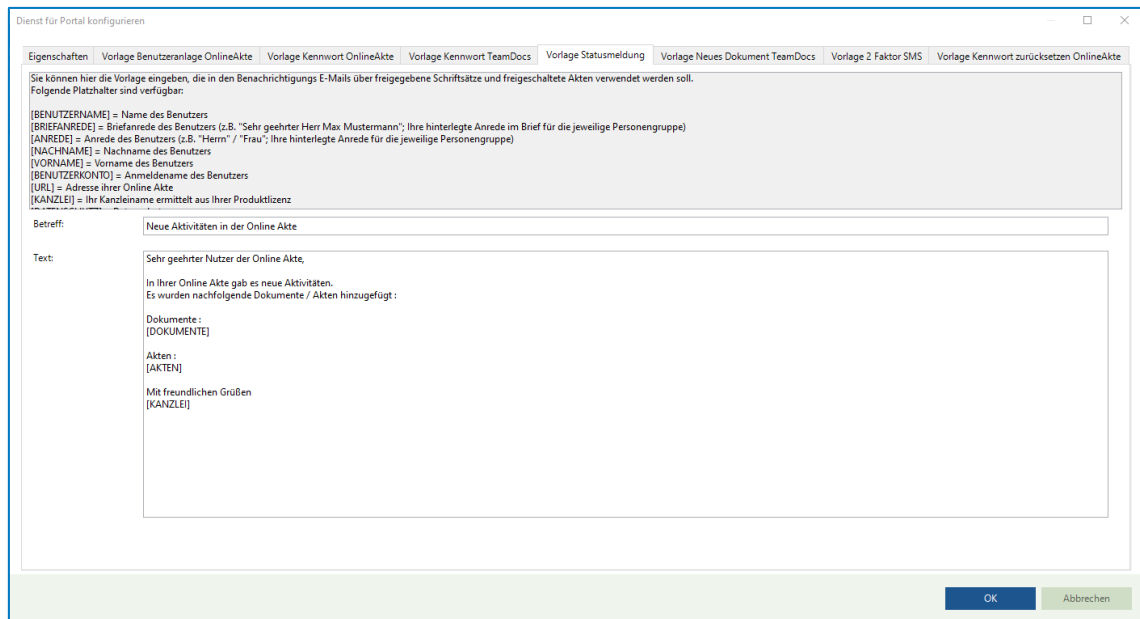 Dienst für Portal konfigurieren
Eigenschaften Vorlage Benutzeranlage OnlineAkte Vorlage Kennwort OnlineAkte Vorlage Kennwort TeamDocs Vorlage Statusmeldung Vorlage Neues Dokument TeamDocs Vorlage 2 Faktor SMS Vorlage Kennwort zurücksetzen OnlineAkte
Sie können hier die Vorlage eingeben, die in den Benachrichtigungs E-Mails über freigegebene Schriftsätze und freigeschaltete Akten verwendet werden soll.
Folgende Platzhalter sind verfügbar:
[BENUTZERNAME] = Name des Benutzers
[BRIEFANREDE] = Briefanrede des Benutzers (z.B. "Sehr geehrter Herr Max Mustermann"; Ihre hinterlegte Anrede im Brief für die jeweilige Personengruppe)
[ANREDE] = Anrede des Benutzers (z.B. "Herrn" / "Frau"; Ihre hinterlegte Anrede für die jeweilige Personengruppe)
[NACHNAME] = Nachname des Benutzers
[VORNAME] = Vorname des Benutzers
[BENUTZERKONTO] = Anmeldename des Benutzers
[URL] = Adresse ihrer Online Akte
[KANZLEI] = Ihr Kanzleiname ermittelt aus Ihrer Produktlizenz
Betreff: Neue Aktivitäten in der Online Akte
Text: Sehr geehrter Nutzer der Online Akte,
In Ihrer Online Akte gab es neue Aktivitäten.
Es wurden nachfolgende Dokumente / Akten hinzugefügt :
Dokumente :
[DOKUMENTE]
Akten :
[AKTEN]
Mit freundlichen Grüßen
[KANZLEI]
OK Abbrechen